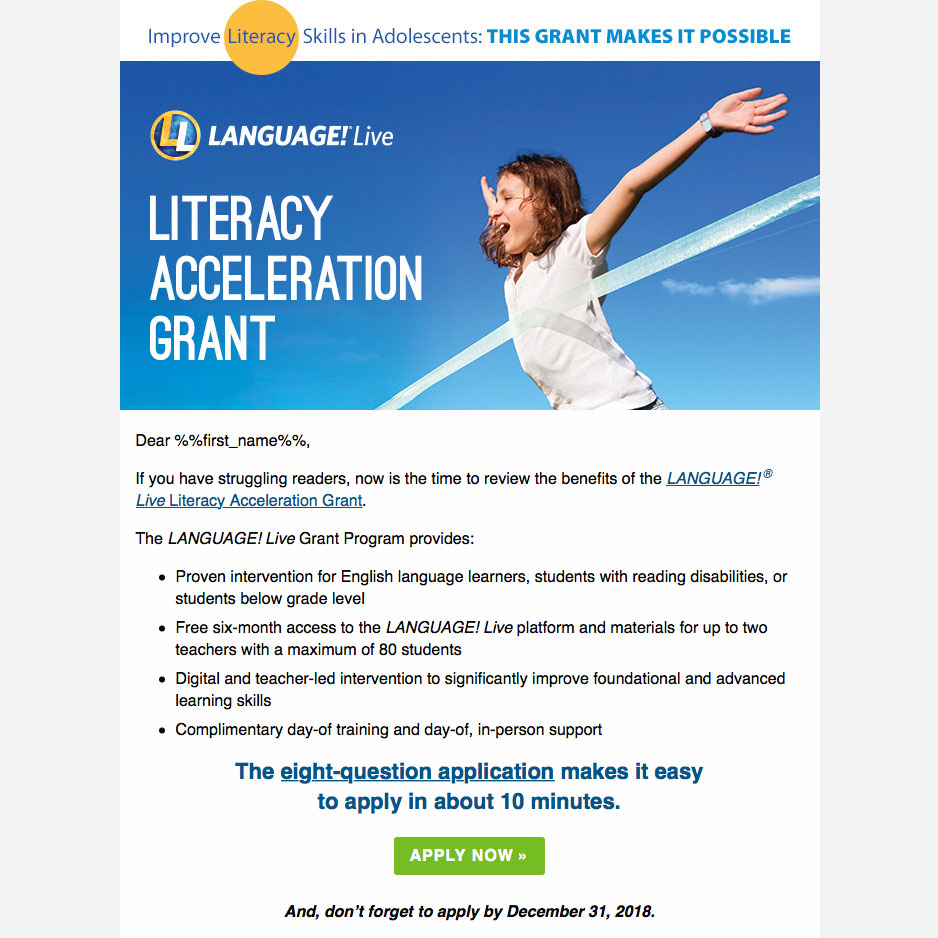 Improve Literacy Skills in Adolescents: THIS GRANT MAKES IT POSSIBLE
LL LANGUAGE!™ Live
LITERACY
ACCELERATION
GRANT
Dear %%first_name%%,
If you have struggling readers, now is the time to review the benefits of the LANGUAGE!®
Live Literacy Acceleration Grant.
The LANGUAGE! Live Grant Program provides:
• Proven intervention for English language learners, students with reading disabilities, or
students below grade level
• Free six-month access to the LANGUAGE! Live platform and materials for up to two
teachers with a maximum of 80 students
• Digital and teacher-led intervention to significantly improve foundational and advanced
learning skills
• Complimentary day-of training and day-of, in-person support
The eight-question application makes it easy
to apply in about 10 minutes.
APPLY NOW »
And, don’t forget to apply by December 31, 2018.